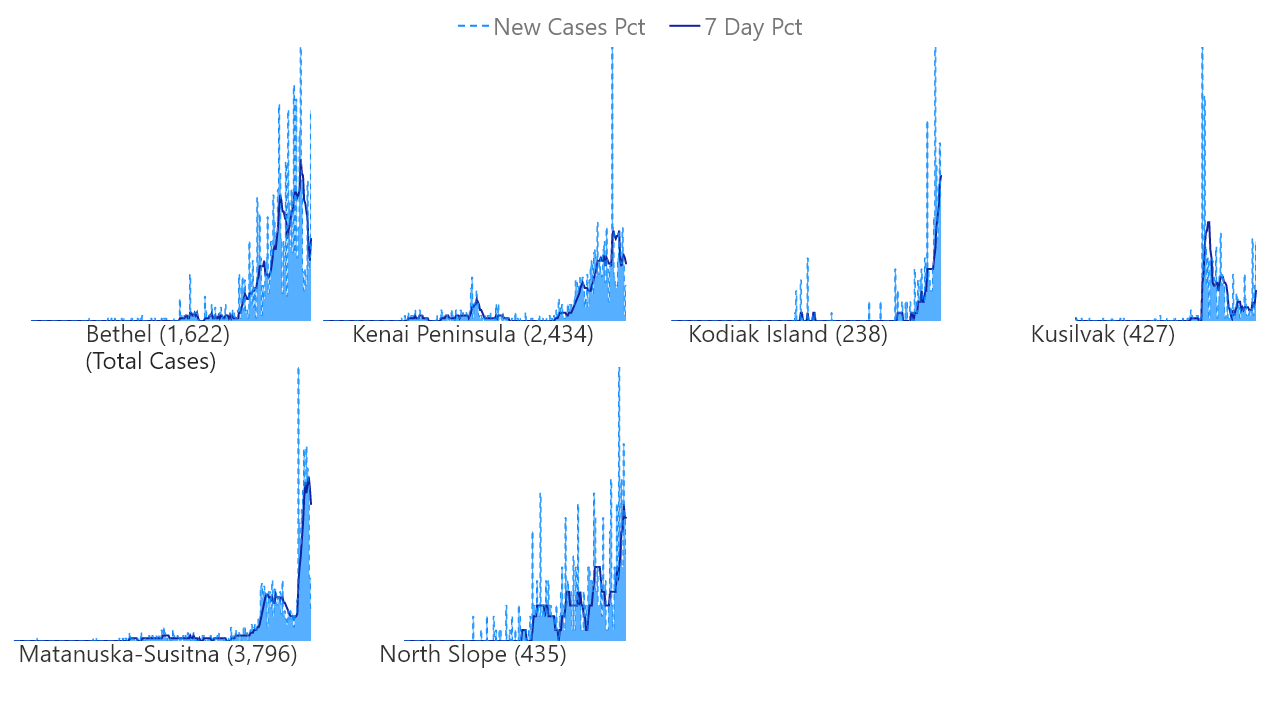 New Cases Pct 7 Day Pct
Bethel (1,622)
(Total Cases)
Kenai Peninsula (2,434)
Kodiak Island (238)
Kusilvak (427)
Matanuska-Susitna (3,796)
North Slope (435)